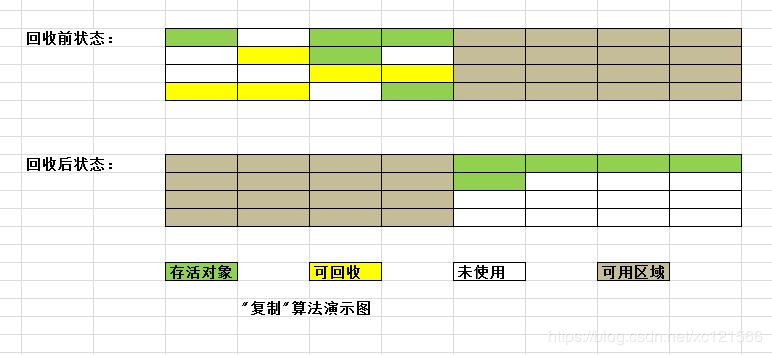 回收前状态：
回收后状态：
存活对象 可回收 未使用 可用区域
"复制"算法演示图
https://blog.csdn.net/xc121566